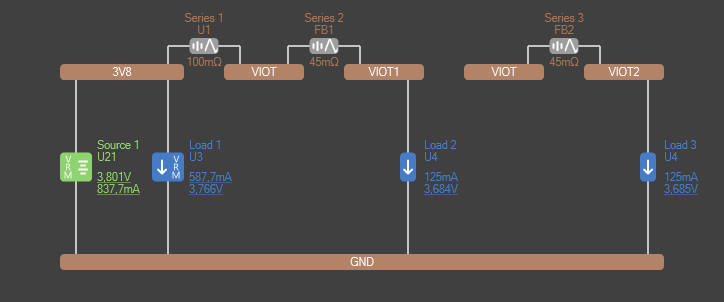 Series 1
U1
100mΩ
Series 2
FB1
45mΩ
Series 3
FB2
45mΩ
3V8
VIOT
VIOT1
VIOT
VIOT2
VRM
Source 1
U21
3,801V
837,7mA
VRM
Load 1
U3
587,7mA
3,766V
Load 2
U4
125mA
3,684V
Load 3
U4
125mA
3,685V
GND